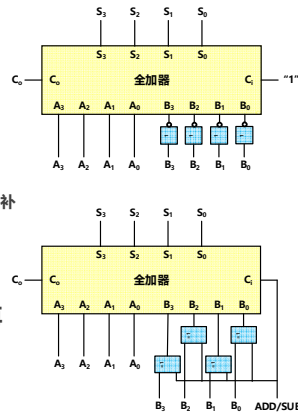 S₃ S₂ S₁ S₀
S₃ S₂ S₁ S₀
Cₒ Cₒ 全加器 Cᵢ “1”
A₃ A₂ A₁ A₀ B₃ B₂ B₁ B₀
A₃ A₂ A₁ A₀ B₃ B₂ B₁ B₀
补
S₃ S₂ S₁ S₀
S₃ S₂ S₁ S₀
Cₒ Cₒ 全加器 Cᵢ
A₃ A₂ A₁ A₀ B₃ B₂ B₁ B₀
A₃ A₂ A₁ A₀
B₃ B₂ B₁ B₀ ADD/SUB